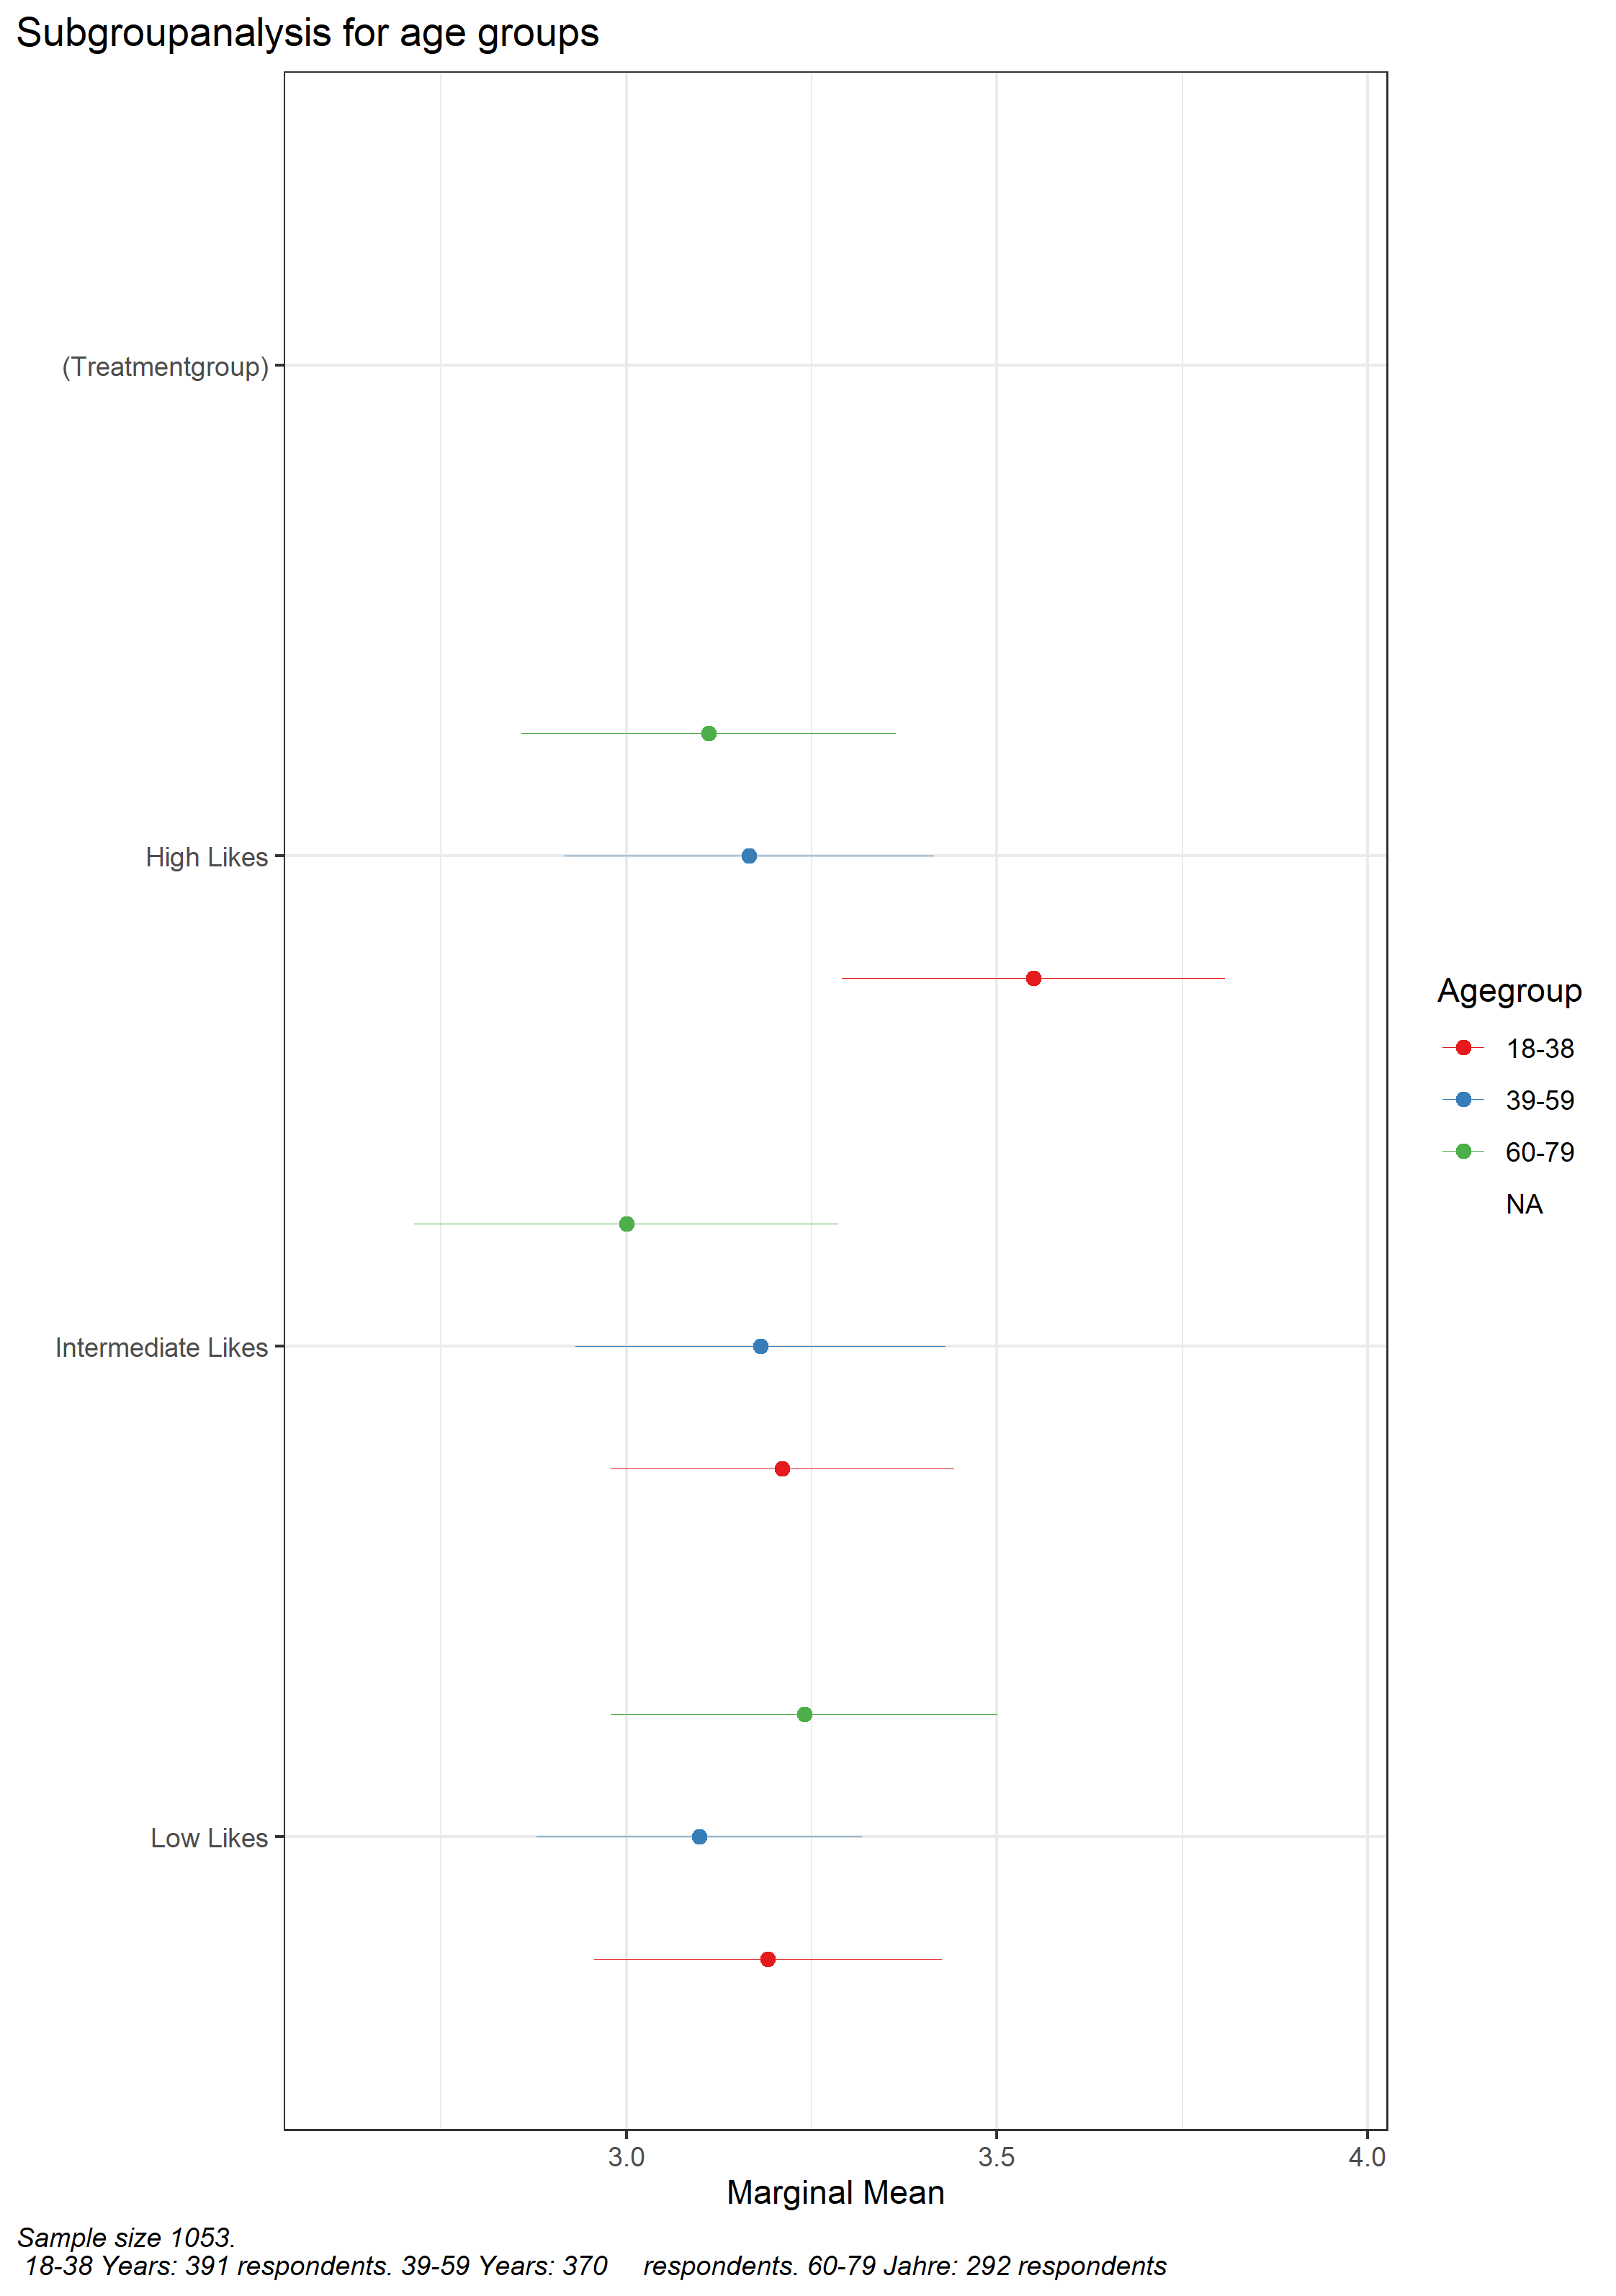 Subgroupanalysis for age groups
(Treatmentgroup)
High Likes
Intermediate Likes
Low Likes
3.0 3.5 4.0
Marginal Mean
Agegroup
18-38
39-59
60-79
NA
Sample size 1053.
18-38 Years: 391 respondents. 39-59 Years: 370 respondents. 60-79 Jahre: 292 respondents